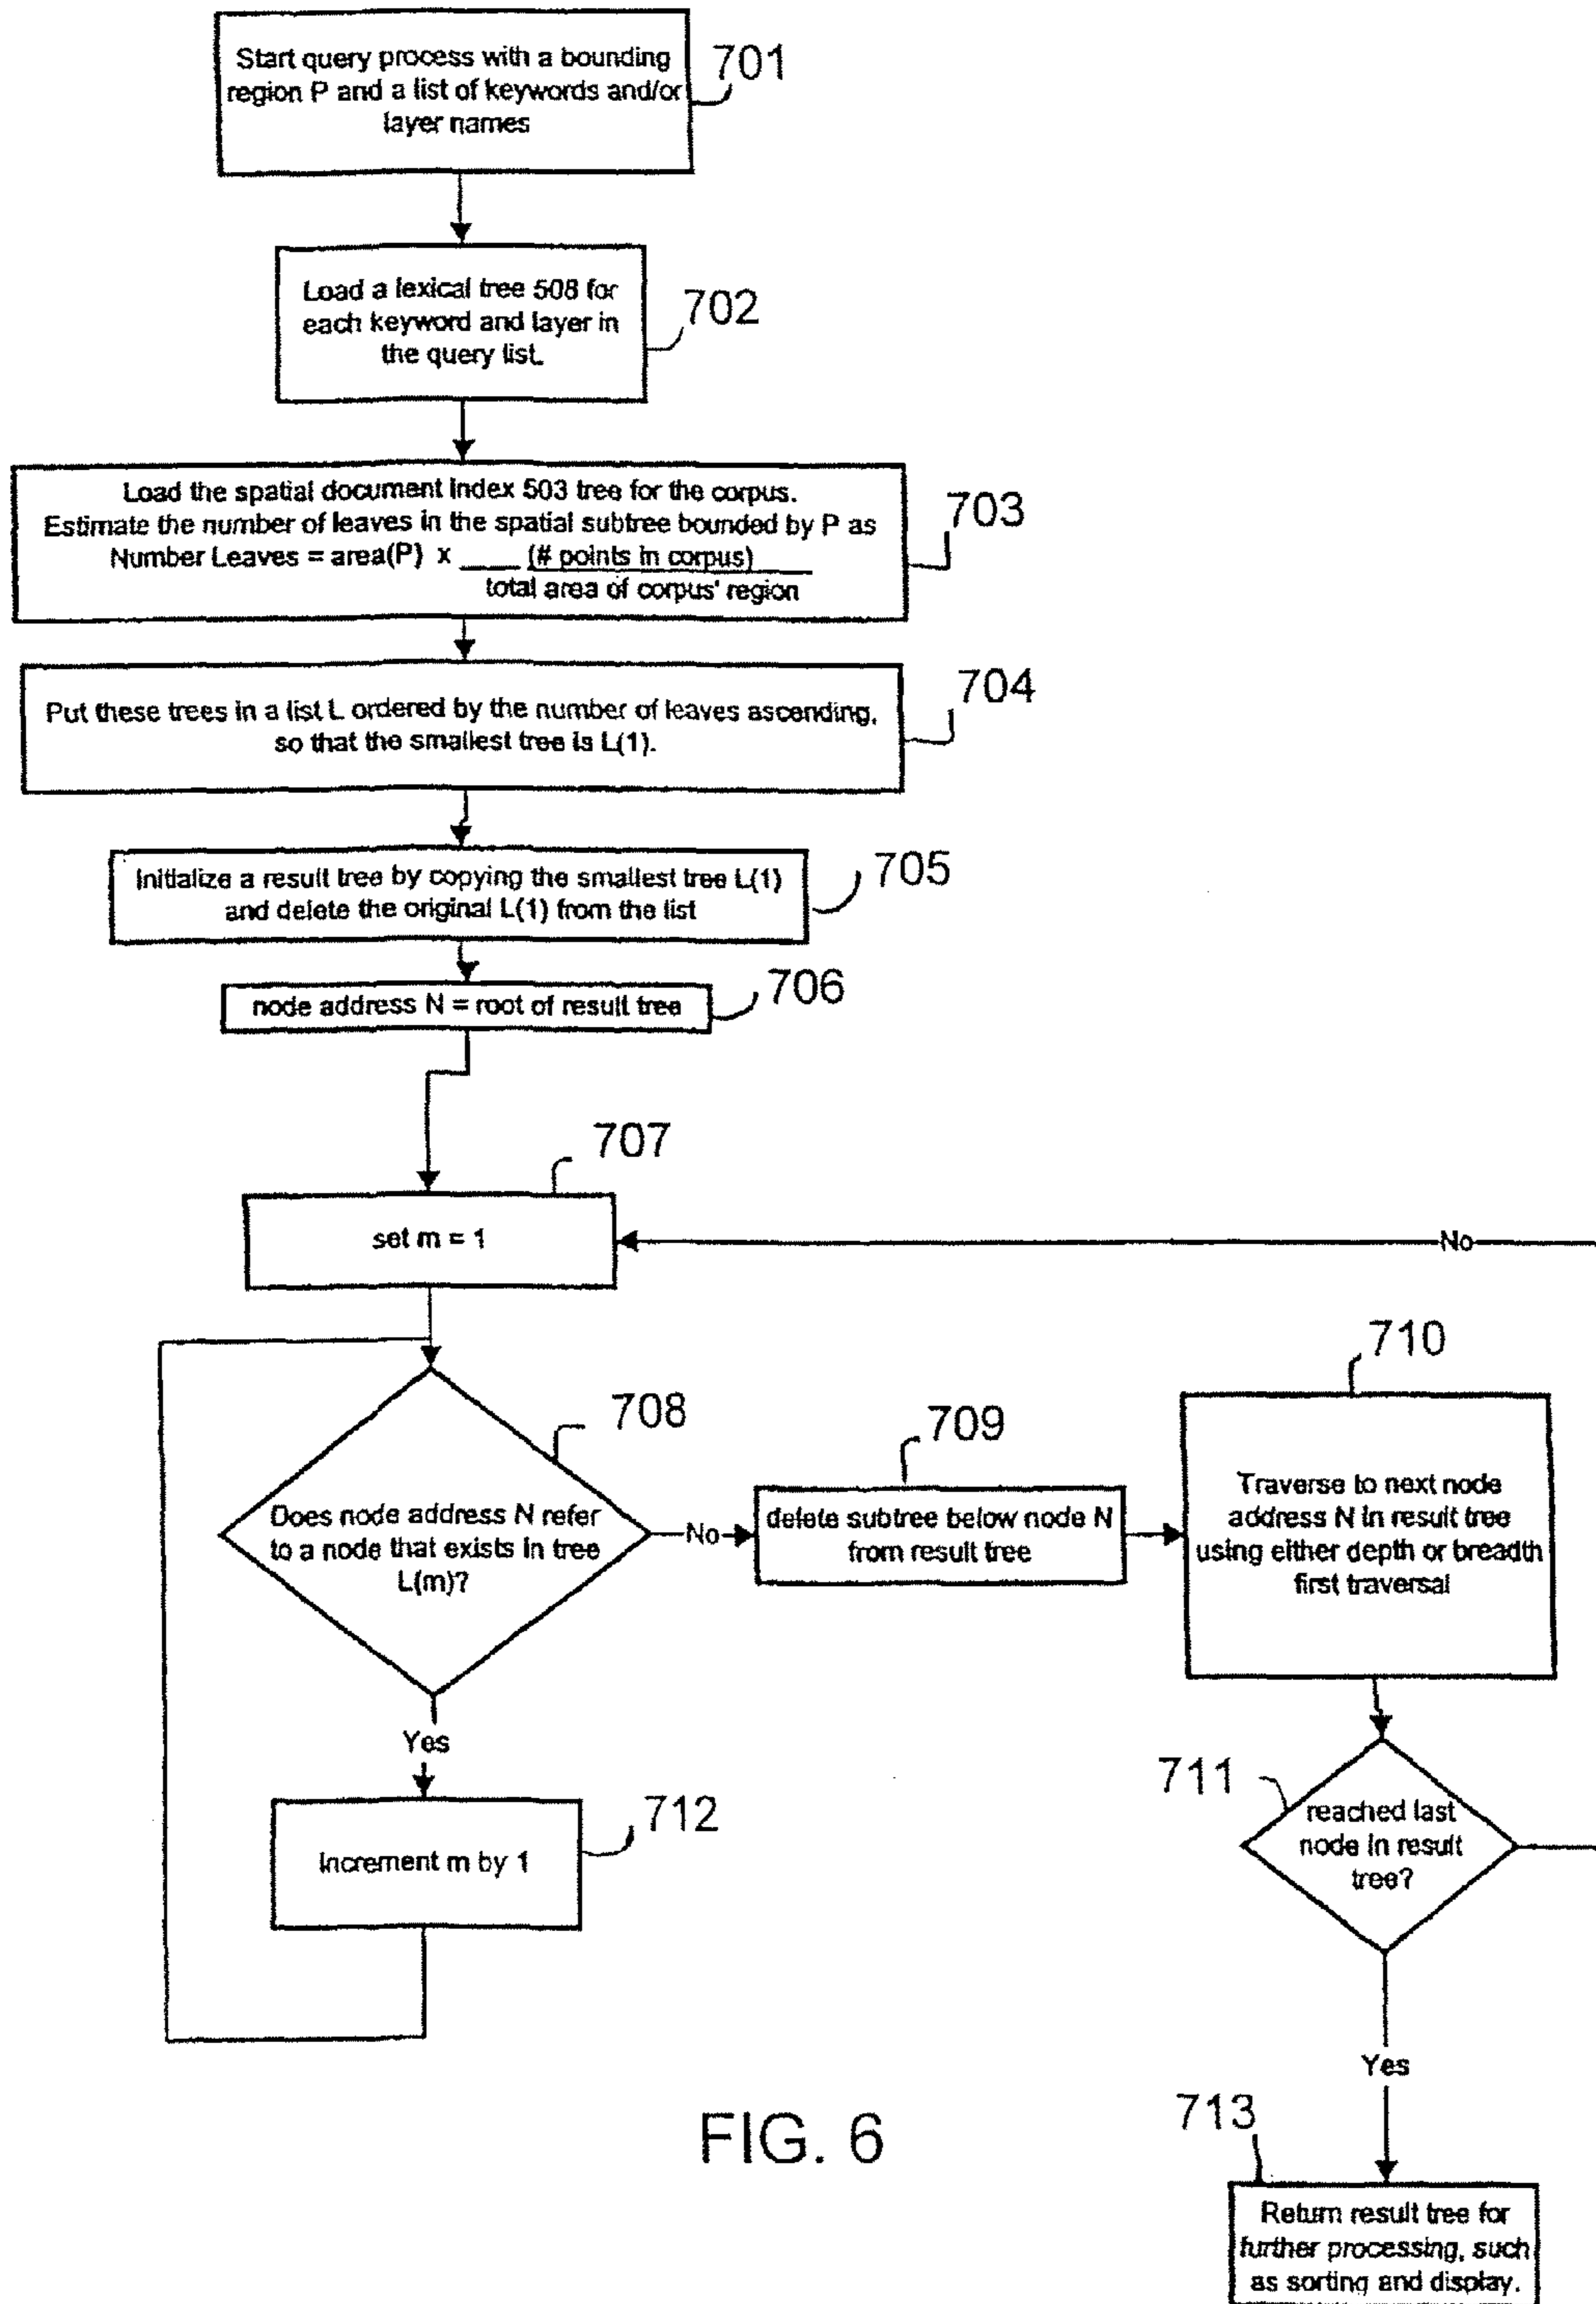 Start query process with a bounding
region P and a list of keywords and/or
layer names
701
Load a lexical tree 508 for
each keyword and layer in
the query list.
702
Load the spatial document index 503 tree for the corpus.
Estimate the number of leaves in the spatial subtree bounded by P as
Number Leaves = area(P) x ____ (# points in corpus)____
total area of corpus' region
703
Put these trees in a list L ordered by the number of leaves ascending,
so that the smallest tree is L(1).
704
Initialize a result tree by copying the smallest tree L(1)
and delete the original L(1) from the list
705
node address N = root of result tree
706
707
set m = 1
No
708
Does node address N refer
to a node that exists in tree
L(m)?
No
709
delete subtree below node N
from result tree
710
Traverse to next node
address N in result tree
using either depth or breadth
first traversal
Yes
712
Increment m by 1
711
reached last
node in result
tree?
Yes
713
Return result tree for
further processing, such
as sorting and display.
FIG. 6